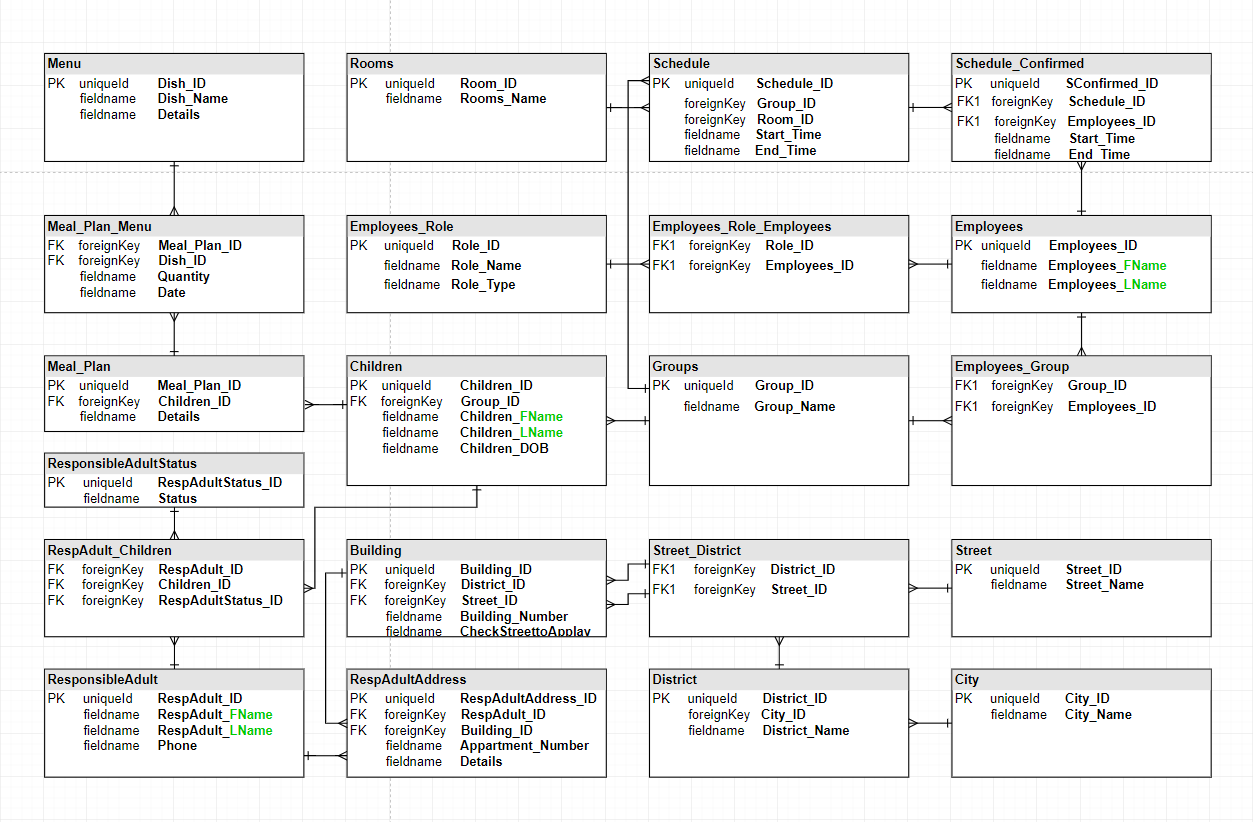 Menu
PK uniqueId Dish_ID
fieldname Dish_Name
fieldname Details
Rooms
PK uniqueId Room_ID
fieldname Rooms_Name
Schedule
PK uniqueId Schedule_ID
foreignKey Group_ID
foreignKey Room_ID
fieldname Start_Time
fieldname End_Time
Schedule_Confirmed
PK uniqueId SConfirmed_ID
FK1 foreignKey Schedule_ID
FK1 foreignKey Employees_ID
fieldname Start_Time
fieldname End_Time
Meal_Plan_Menu
FK foreignKey Meal_Plan_ID
FK foreignKey Dish_ID
fieldname Quantity
fieldname Date
Employees_Role
PK uniqueId Role_ID
fieldname Role_Name
fieldname Role_Type
Employees_Role_Employees
FK1 foreignKey Role_ID
FK1 foreignKey Employees_ID
Employees
PK uniqueId Employees_ID
fieldname Employees_FName
fieldname Employees_LName
Meal_Plan
PK uniqueId Meal_Plan_ID
FK foreignKey Children_ID
fieldname Details
Children
PK uniqueId Children_ID
FK foreignKey Group_ID
fieldname Children_FName
fieldname Children_LName
fieldname Children_DOB
Groups
PK uniqueId Group_ID
fieldname Group_Name
Employees_Group
FK1 foreignKey Group_ID
FK1 foreignKey Employees_ID
ResponsibleAdultStatus
PK uniqueId RespAdultStatus_ID
fieldname Status
RespAdult_Children
FK foreignKey RespAdult_ID
FK foreignKey Children_ID
FK foreignKey RespAdultStatus_ID
Building
PK uniqueId Building_ID
FK foreignKey District_ID
FK foreignKey Street_ID
fieldname Building_Number
fieldname CheckStreettoApplay
Street_District
FK1 foreignKey District_ID
FK1 foreignKey Street_ID
Street
PK uniqueId Street_ID
fieldname Street_Name
ResponsibleAdult
PK uniqueId RespAdult_ID
fieldname RespAdult_FName
fieldname RespAdult_LName
fieldname Phone
RespAdultAddress
PK uniqueId RespAdultAddress_ID
FK foreignKey RespAdult_ID
FK foreignKey Building_ID
fieldname Appartment_Number
fieldname Details
District
PK uniqueId District_ID
foreignKey City_ID
fieldname District_Name
City
PK uniqueId City_ID
fieldname City_Name